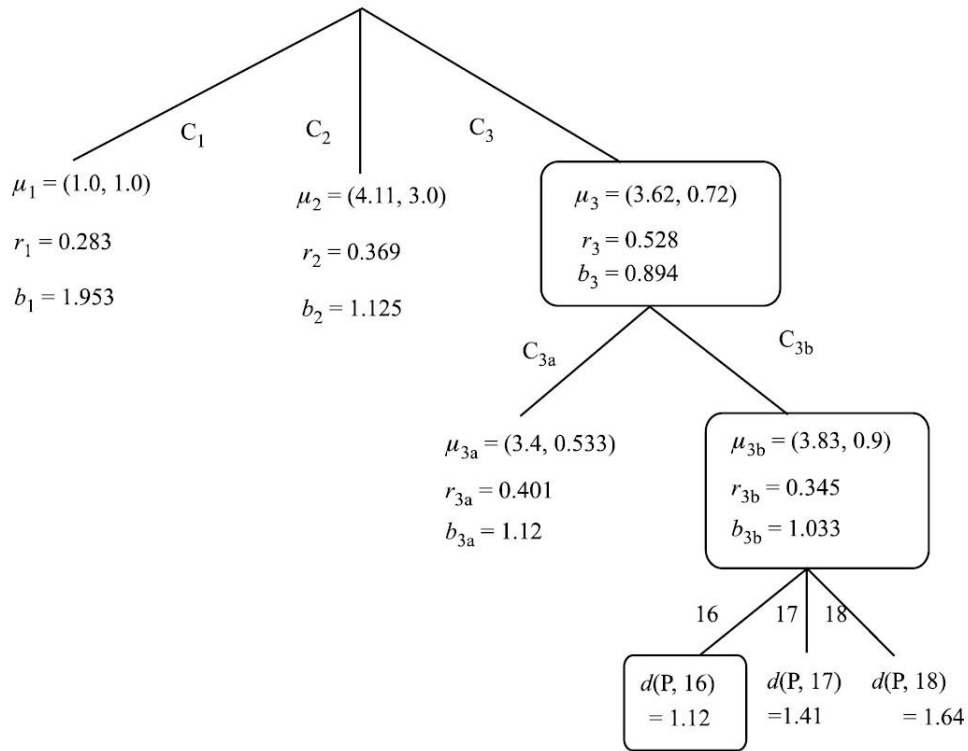 C₁
C₂
C₃
μ₁ = (1.0, 1.0)
r₁ = 0.283
b₁ = 1.953
μ₂ = (4.11, 3.0)
r₂ = 0.369
b₂ = 1.125
μ₃ = (3.62, 0.72)
r₃ = 0.528
b₃ = 0.894
C₃ₐ
C₃b
μ₃ₐ = (3.4, 0.533)
r₃ₐ = 0.401
b₃ₐ = 1.12
μ₃b = (3.83, 0.9)
r₃b = 0.345
b₃b = 1.033
16
17
18
d(P, 16)
= 1.12
d(P, 17)
=1.41
d(P, 18)
= 1.64